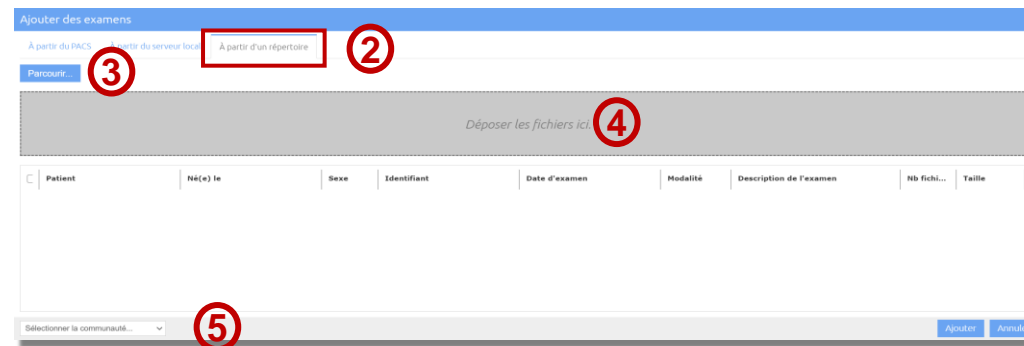 Ajouter des examens
À partir du PACS À partir du serveur local À partir d'un répertoire 2
Parcourir... 3
Déposer les fichiers ici. 4
Patient Né(e) le Sexe Identifiant Date d'examen Modalité Description de l'examen Nb fichi... Taille
Sélectionner la communauté... 5 Ajouter Annule